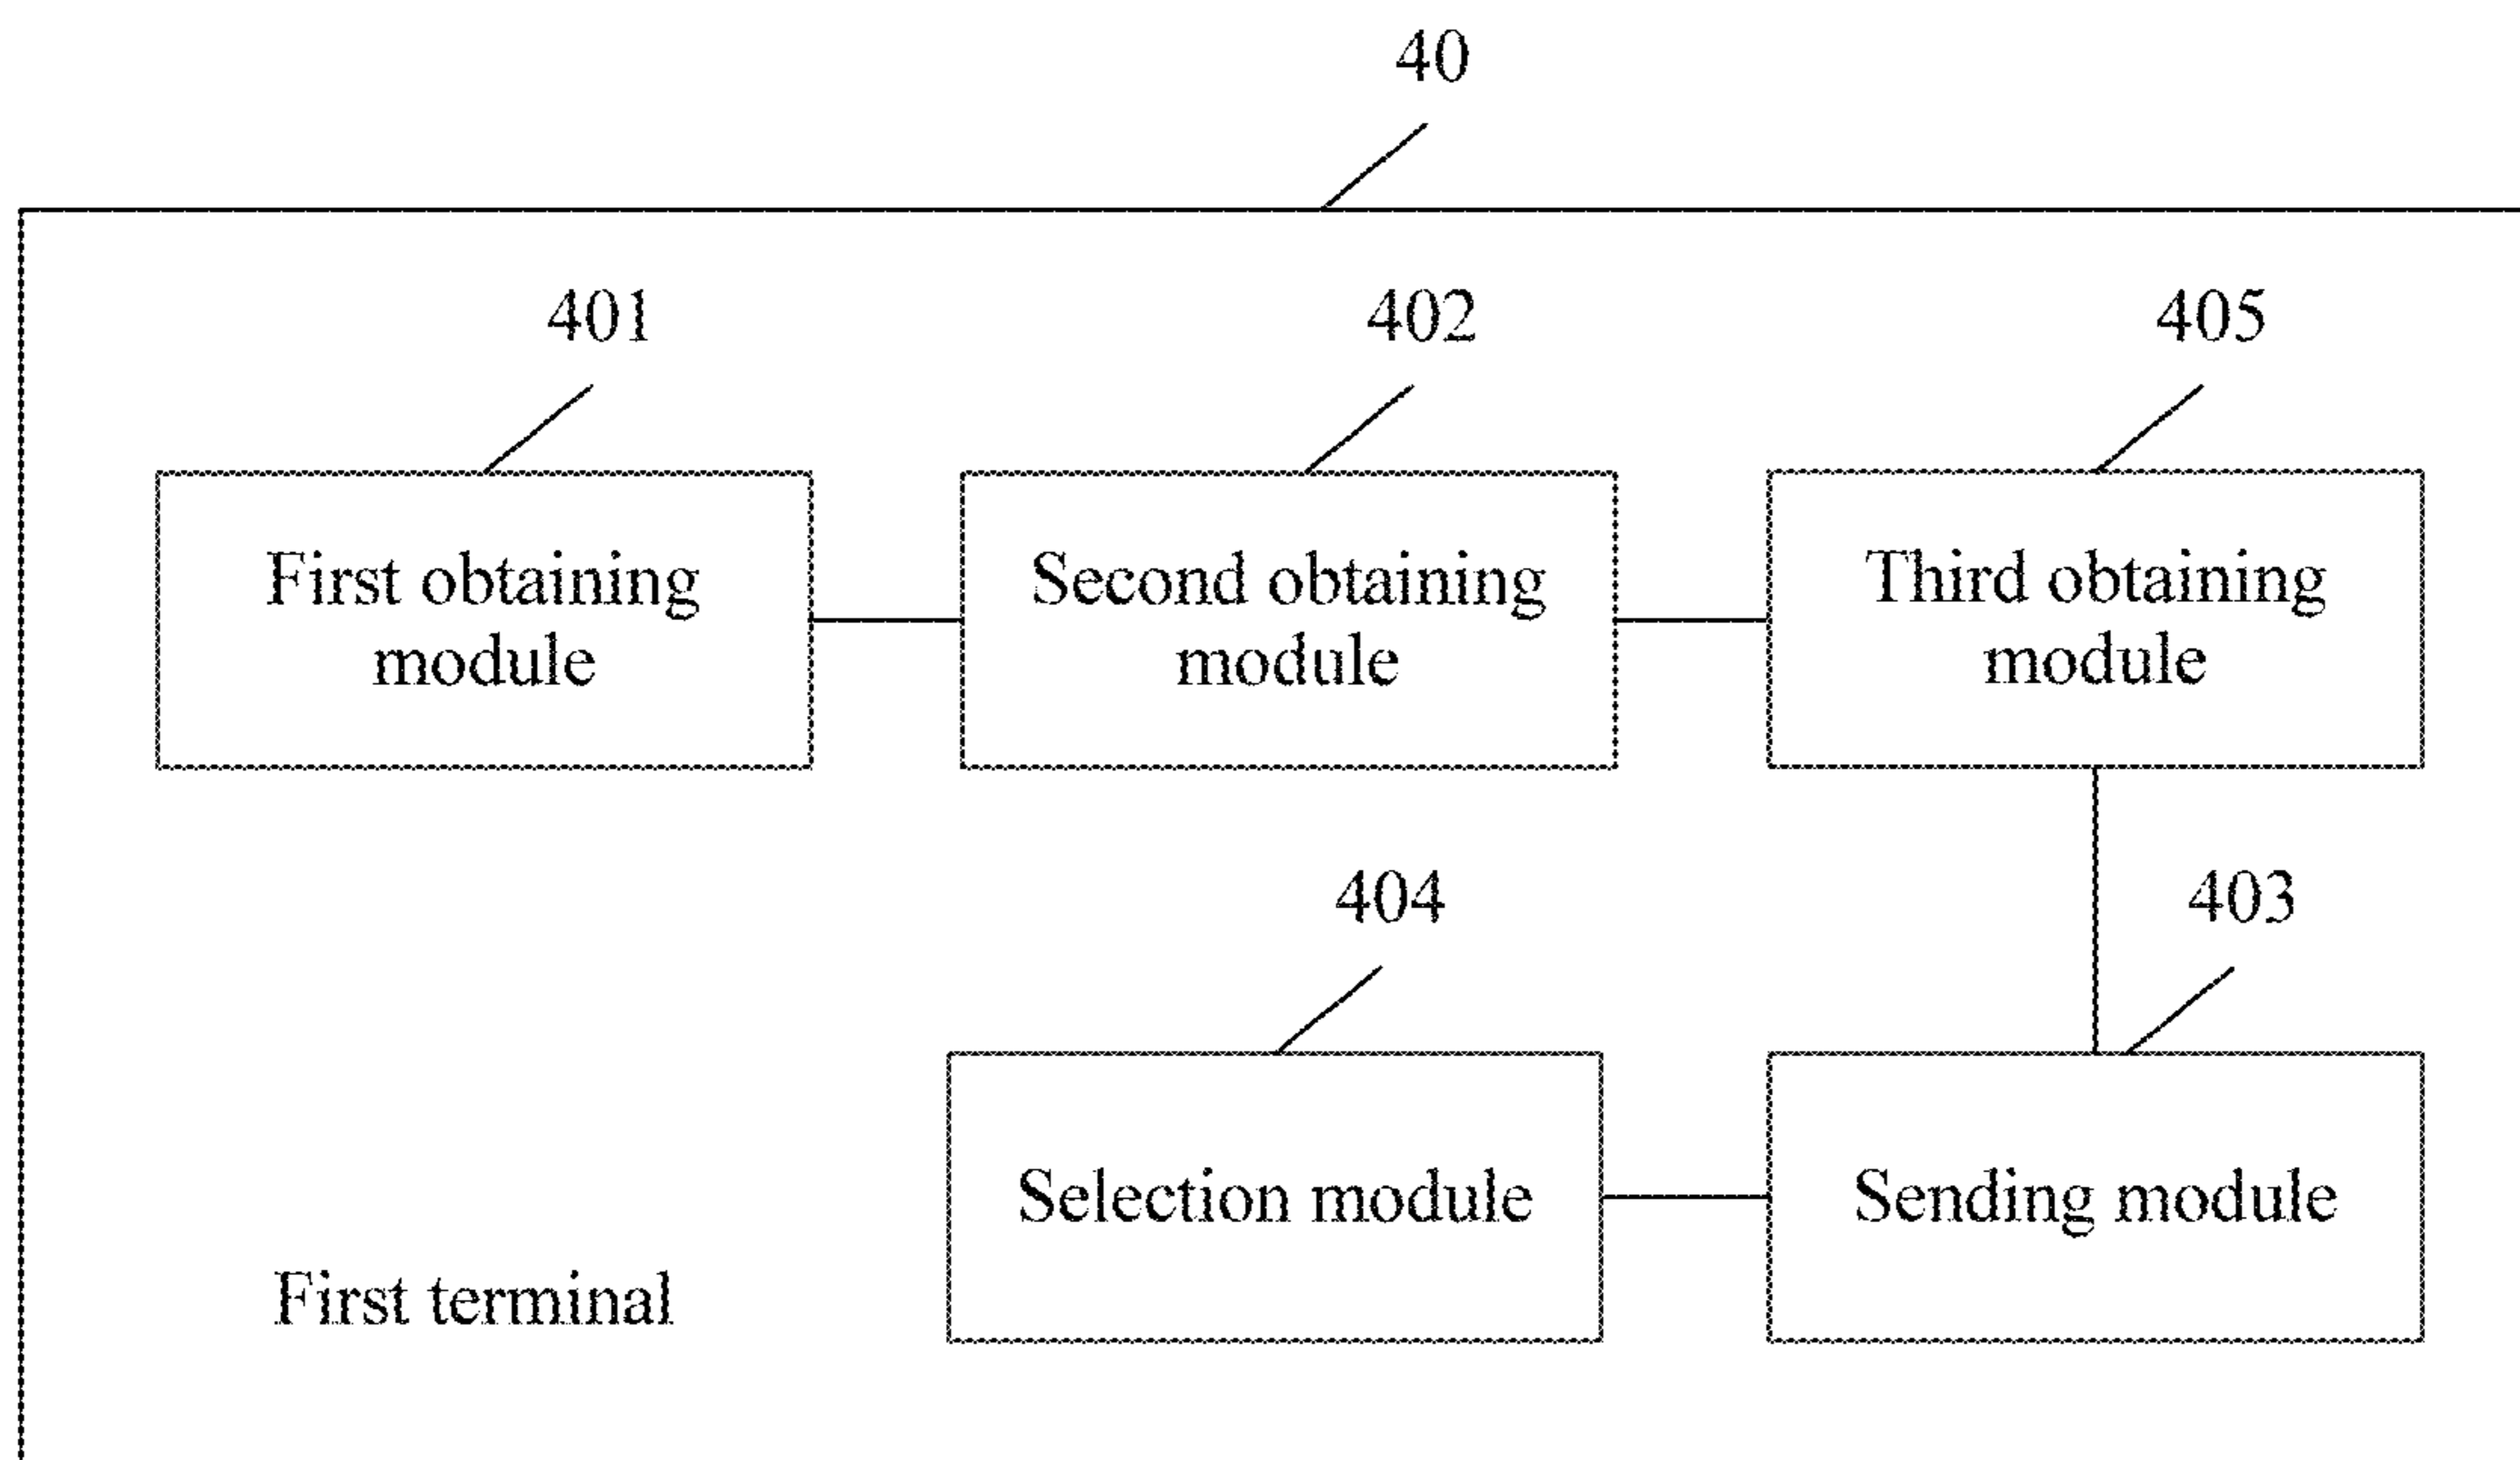 40
401
402
405
First obtaining
module
Second obtaining
module
Third obtaining
module
404
403
Selection module
Sending module
First terminal